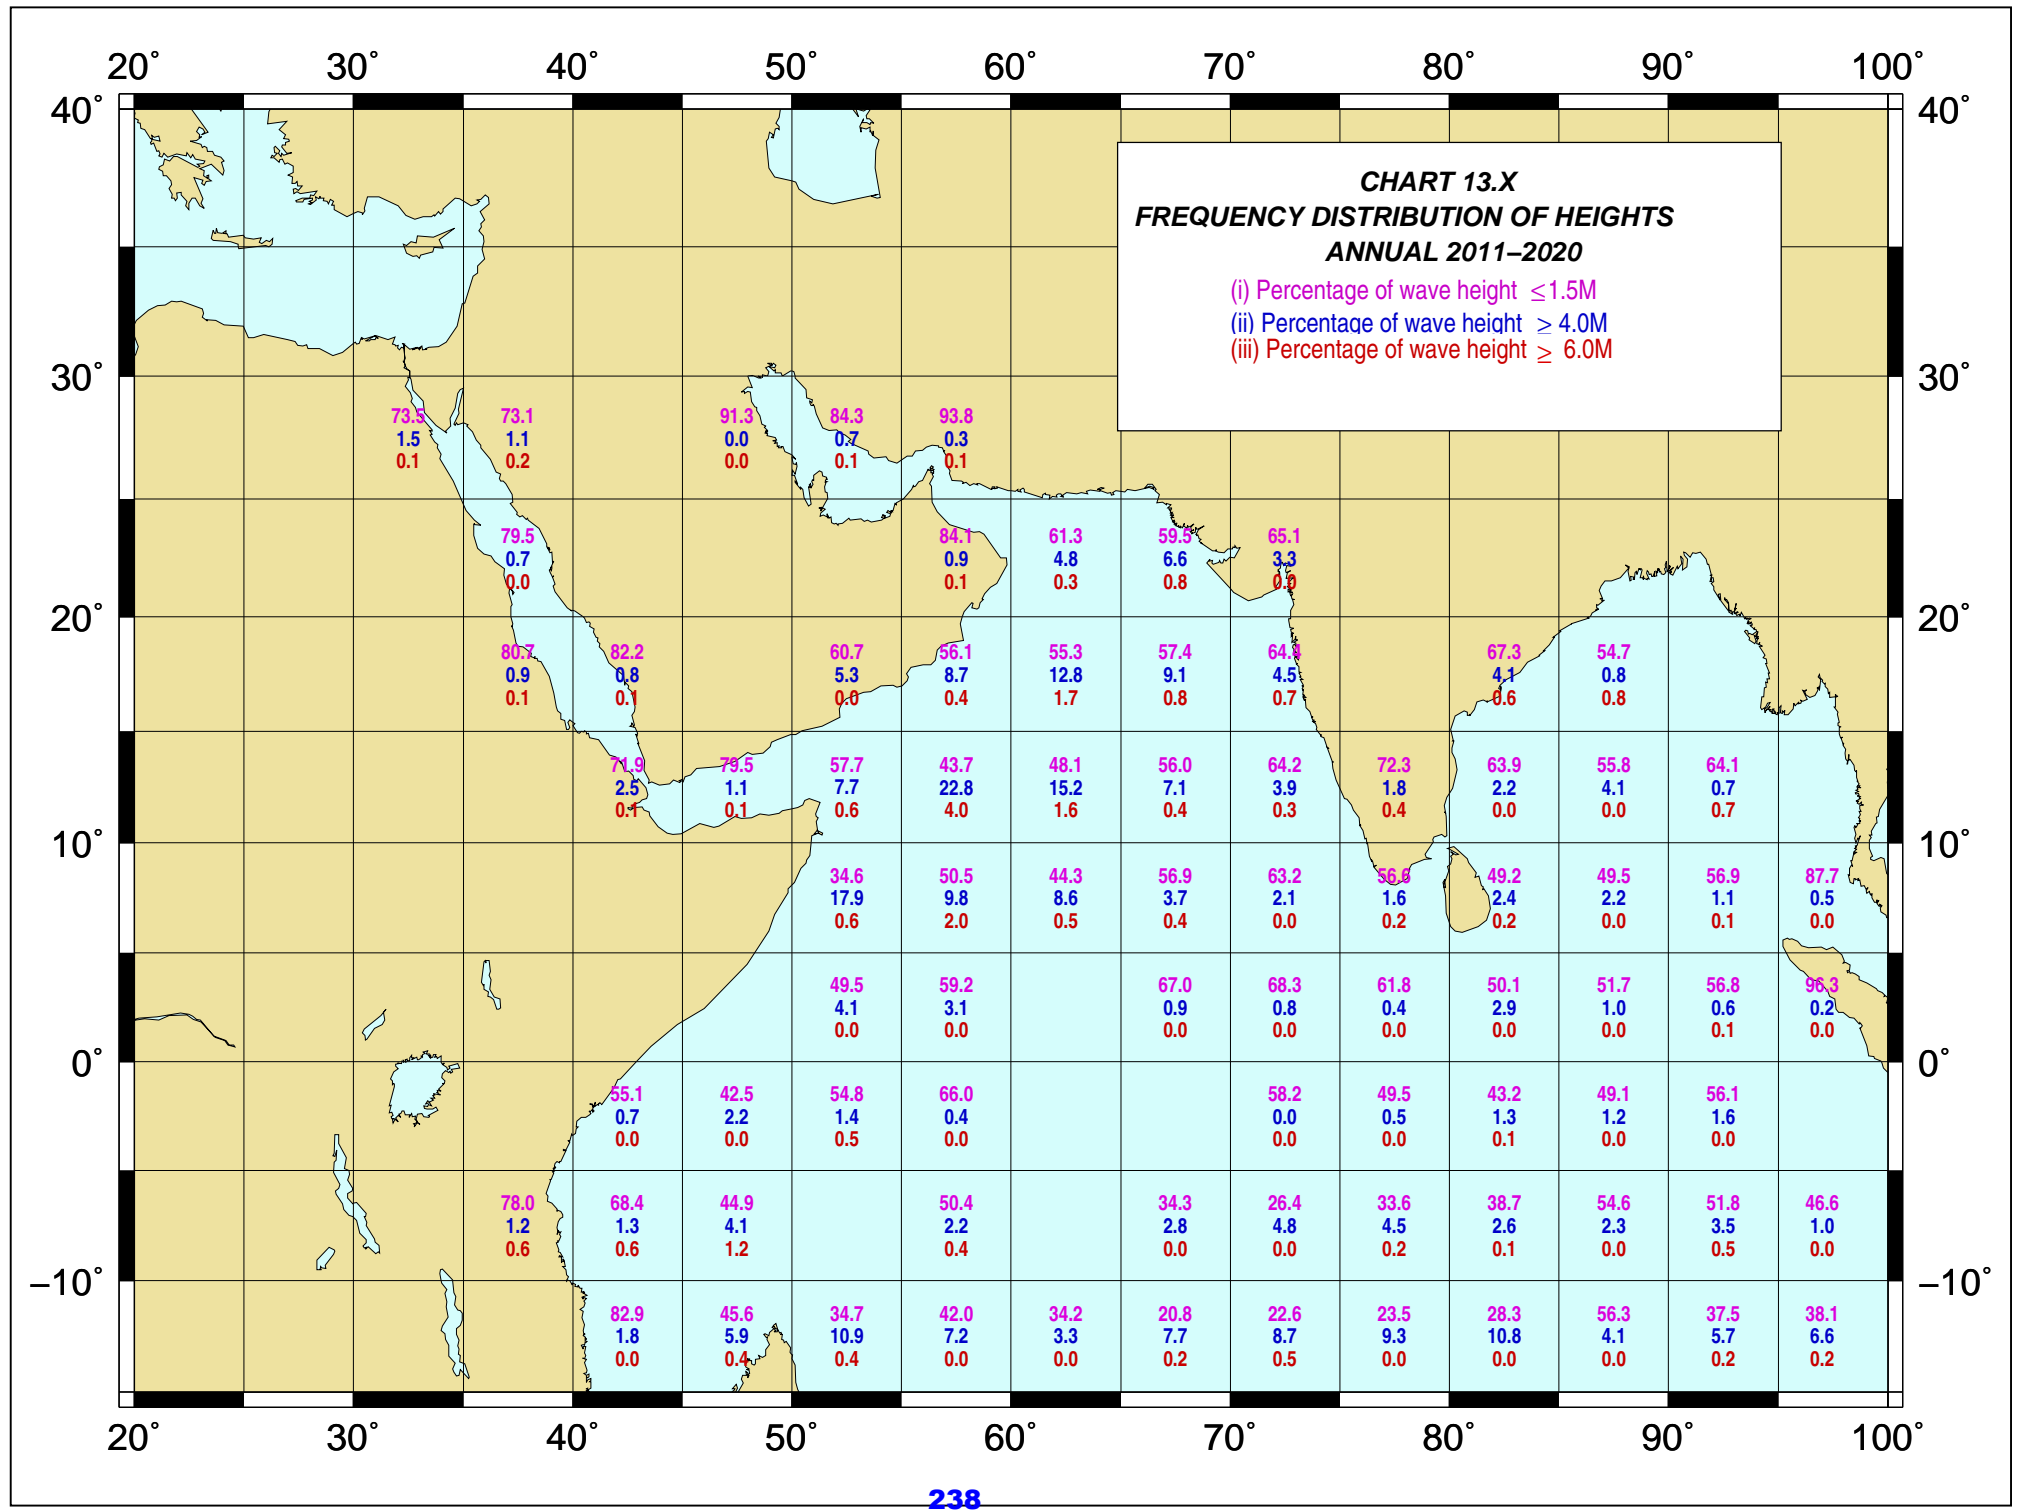 20° 30° 40° 50° 60° 70° 80° 90° 100°
40° 40°
CHART 13.X
FREQUENCY DISTRIBUTION OF HEIGHTS
ANNUAL 2011–2020
(i) Percentage of wave height ≤1.5M
(ii) Percentage of wave height ≥ 4.0M
(iii) Percentage of wave height ≥ 6.0M
30° 30°
73.5 73.1 91.3 84.3 93.8
1.5 1.1 0.0 0.7 0.3
0.1 0.2 0.0 0.1 0.1
79.5 84.1 61.3 59.5 65.1
0.7 0.9 4.8 6.6 3.3
0.0 0.1 0.3 0.8 0.0
20° 20°
80.7 82.2 60.7 56.1 55.3 57.4 64.4 67.3 54.7
0.9 0.8 5.3 8.7 12.8 9.1 4.5 4.1 0.8
0.1 0.1 0.0 0.4 1.7 0.8 0.7 0.6 0.8
71.9 79.5 57.7 43.7 48.1 56.0 64.2 72.3 63.9 55.8 64.1
2.5 1.1 7.7 22.8 15.2 7.1 3.9 1.8 2.2 4.1 0.7
0.1 0.1 0.6 4.0 1.6 0.4 0.3 0.4 0.0 0.0 0.7
10° 10°
34.6 50.5 44.3 56.9 63.2 56.6 49.2 49.5 56.9 87.7
17.9 9.8 8.6 3.7 2.1 1.6 2.4 2.2 1.1 0.5
0.6 2.0 0.5 0.4 0.0 0.2 0.2 0.0 0.1 0.0
49.5 59.2 67.0 68.3 61.8 50.1 51.7 56.8 96.3
4.1 3.1 0.9 0.8 0.4 2.9 1.0 0.6 0.2
0.0 0.0 0.0 0.0 0.0 0.0 0.0 0.1 0.0
0° 0°
55.1 42.5 54.8 66.0 58.2 49.5 43.2 49.1 56.1
0.7 2.2 1.4 0.4 0.0 0.5 1.3 1.2 1.6
0.0 0.0 0.5 0.0 0.0 0.0 0.1 0.0 0.0
78.0 68.4 44.9 50.4 34.3 26.4 33.6 38.7 54.6 51.8 46.6
1.2 1.3 4.1 2.2 2.8 4.8 4.5 2.6 2.3 3.5 1.0
0.6 0.6 1.2 0.4 0.0 0.0 0.2 0.1 0.0 0.5 0.0
–10° –10°
82.9 45.6 34.7 42.0 34.2 20.8 22.6 23.5 28.3 56.3 37.5 38.1
1.8 5.9 10.9 7.2 3.3 7.7 8.7 9.3 10.8 4.1 5.7 6.6
0.0 0.4 0.4 0.0 0.0 0.2 0.5 0.0 0.0 0.0 0.2 0.2
20° 30° 40° 50° 60° 70° 80° 90° 100°
238